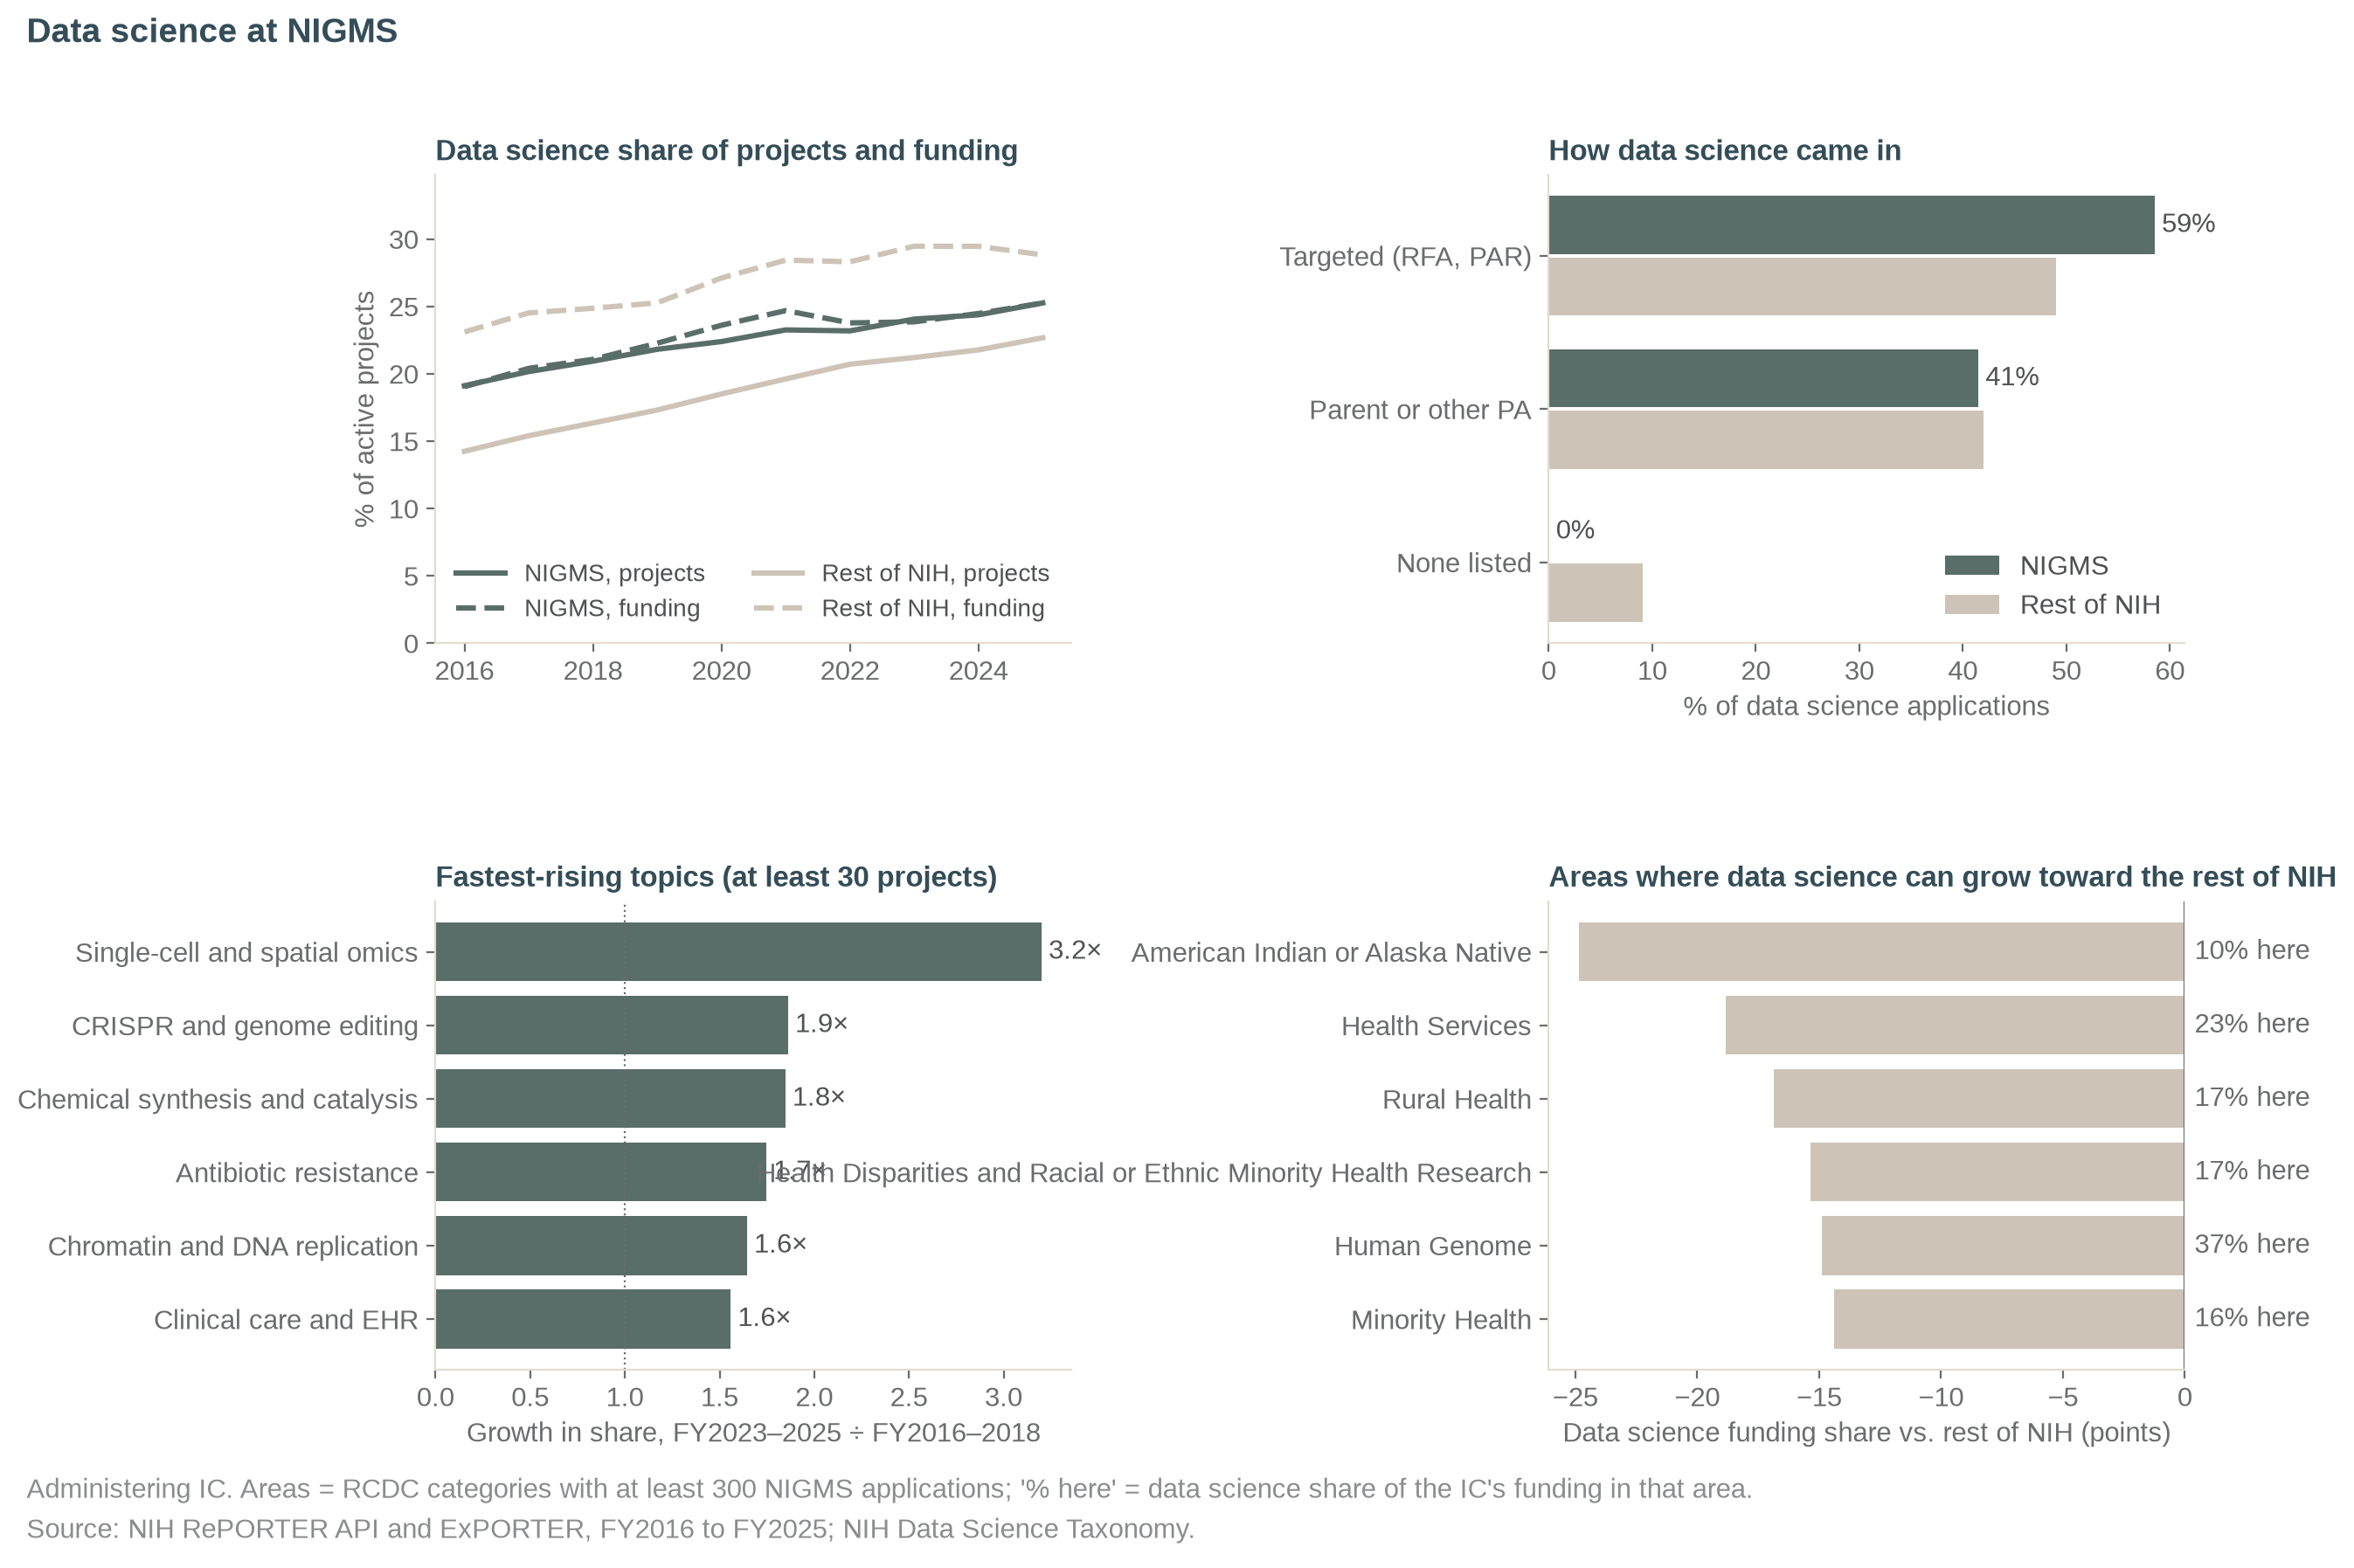 Data science at NIGMS
Data science share of projects and funding
% of active projects
30
25
20
15
10
5
0
NIGMS, projects
NIGMS, funding
Rest of NIH, projects
Rest of NIH, funding
2016 2018 2020 2022 2024
How data science came in
Targeted (RFA, PAR)
59%
Parent or other PA
41%
None listed
0%
NIGMS
Rest of NIH
0 10 20 30 40 50 60
% of data science applications
Fastest-rising topics (at least 30 projects)
Single-cell and spatial omics 3.2×
CRISPR and genome editing 1.9×
Chemical synthesis and catalysis 1.8×
Antibiotic resistance 1.7×
Chromatin and DNA replication 1.6×
Clinical care and EHR 1.6×
0.0 0.5 1.0 1.5 2.0 2.5 3.0
Growth in share, FY2023–2025 ÷ FY2016–2018
Areas where data science can grow toward the rest of NIH
American Indian or Alaska Native 10% here
Health Services 23% here
Rural Health 17% here
Health Disparities and Racial or Ethnic Minority Health Research 17% here
Human Genome 37% here
Minority Health 16% here
−25 −20 −15 −10 −5 0
Data science funding share vs. rest of NIH (points)
Administering IC. Areas = RCDC categories with at least 300 NIGMS applications; '% here' = data science share of the IC's funding in that area.
Source: NIH RePORTER API and ExPORTER, FY2016 to FY2025; NIH Data Science Taxonomy.